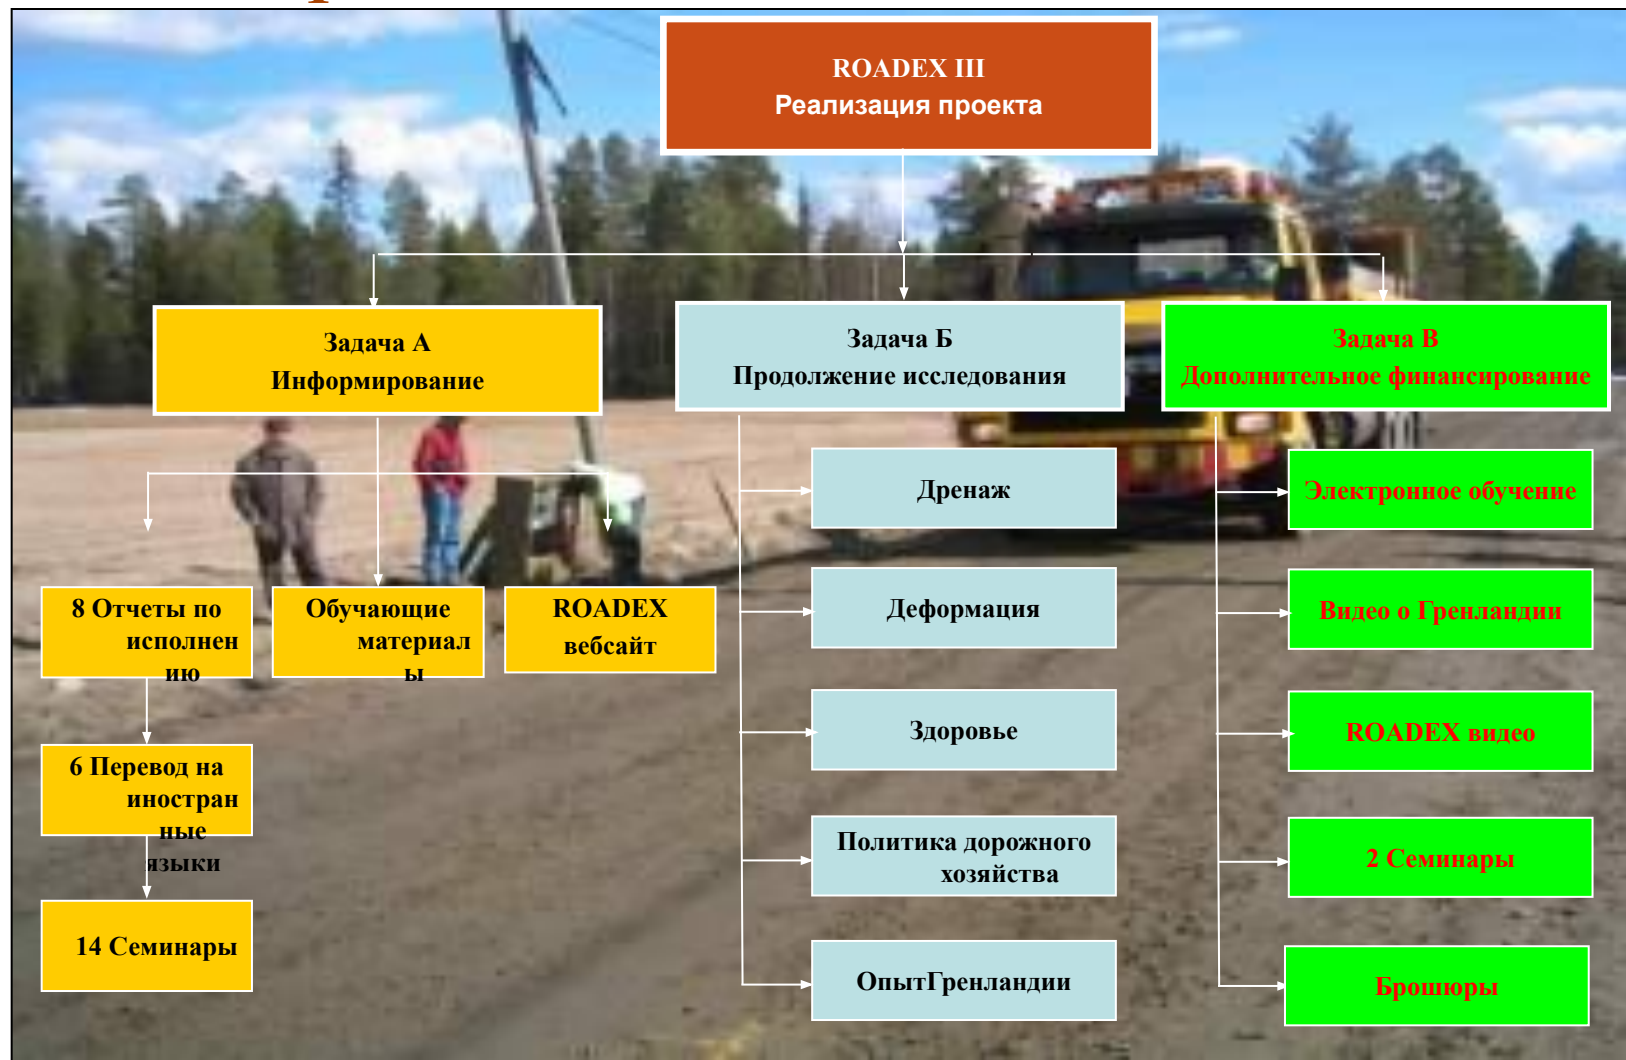 ROADEX III
Реализация проекта
Задача А
Информирование
Задача Б
Продолжение исследования
Задача В
Дополнительное финансирование
8 Отчеты по
исполнен
ию
Обучающие
материал
ы
ROADEX
вебсайт
6 Перевод на
иностран
ные
языки
14 Семинары
Дренаж
Деформация
Здоровье
Политика дорожного
хозяйства
ОпытГренландии
Электронное обучение
Видео о Гренландии
ROADEX видео
2 Семинары
Брошюры